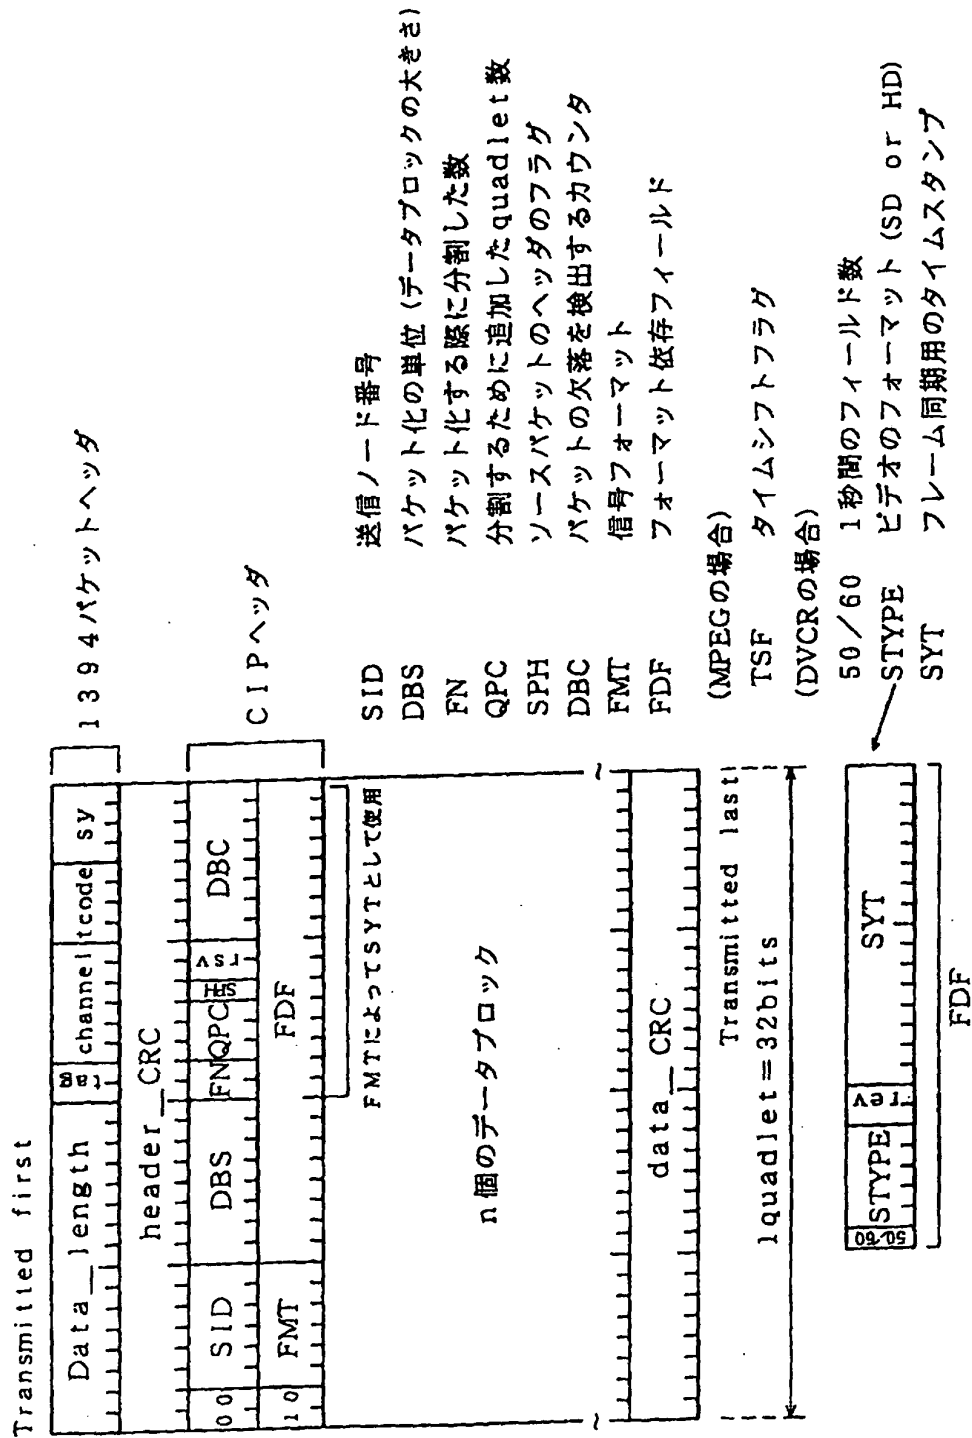 Transmitted first
Data__length tag channel tcode sy
1394パケットヘッダ
header__CRC
00 SID DBS FN QPC SPH rsv DBC
CIPヘッダ
10 FMT FDF
FMTによってSYTとして使用
n個のデータブロック
data__CRC
Transmitted last
1quadlet=32bits
SID 送信ノード番号
DBS パケット化の単位(データブロックの大きさ)
FN パケット化する際に分割した数
QPC 分割するために追加したquadlet数
SPH ソースパケットのヘッダのフラグ
DBC パケットの欠落を検出するカウンタ
FMT 信号フォーマット
FDF フォーマット依存フィールド
(MPEGの場合)
TSF タイムシフトフラグ
(DVCRの場合)
50/60 1秒間のフィールド数
STYPE ビデオのフォーマット(SD or HD)
SYT フレーム同期用のタイムスタンプ
50/60 STYPE rev SYT
FDF